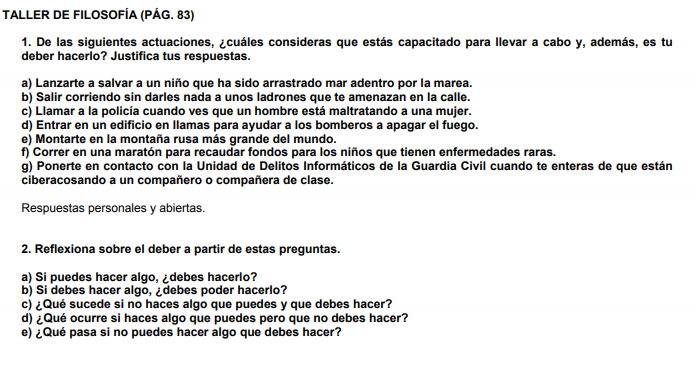 TALLER DE FILOSOFÍA (PÁG. 83)
1. De las siguientes actuaciones, ¿cuáles consideras que estás capacitado para llevar a cabo y, además, es tu
deber hacerlo? Justifica tus respuestas.
a) Lanzarte a salvar a un niño que ha sido arrastrado mar adentro por la marea.
b) Salir corriendo sin darles nada a unos ladrones que te amenazan en la calle.
c) Llamar a la policía cuando ves que un hombre está maltratando a una mujer.
d) Entrar en un edificio en llamas para ayudar a los bomberos a apagar el fuego.
e) Montarte en la montaña rusa más grande del mundo.
f) Correr en una maratón para recaudar fondos para los niños que tienen enfermedades raras.
g) Ponerte en contacto con la Unidad de Delitos Informáticos de la Guardia Civil cuando te enteras de que están
ciberacosando a un compañero o compañera de clase.
Respuestas personales y abiertas.
2. Reflexiona sobre el deber a partir de estas preguntas.
a) Si puedes hacer algo, ¿debes hacerlo?
b) Si debes hacer algo, ¿debes poder hacerlo?
c) ¿Qué sucede si no haces algo que puedes y que debes hacer?
d) ¿Qué ocurre si haces algo que puedes pero que no debes hacer?
e) ¿Qué pasa si no puedes hacer algo que debes hacer?